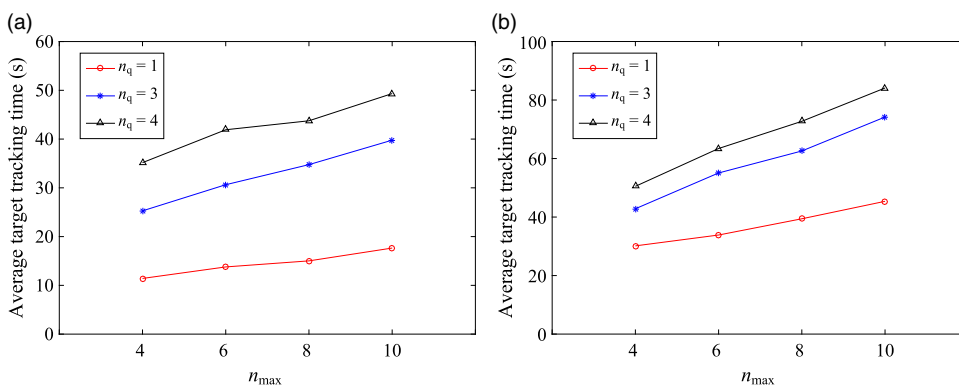 (a)
Average target tracking time (s)
60
50
40
30
20
10
0
n_q = 1
n_q = 3
n_q = 4
4 6 8 10
n_max
(b)
Average target tracking time (s)
100
80
60
40
20
0
n_q = 1
n_q = 3
n_q = 4
4 6 8 10
n_max